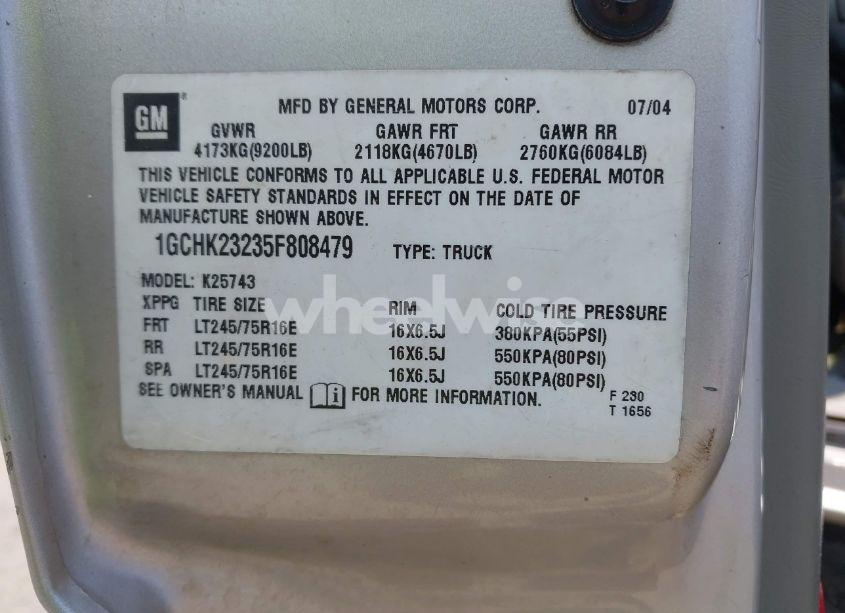 GM ® MFD BY GENERAL MOTORS CORP. 07/04
GVWR GAWR FRT GAWR RR
4173KG(9200LB) 2118KG(4670LB) 2760KG(6084LB)
THIS VEHICLE CONFORMS TO ALL APPLICABLE U.S. FEDERAL MOTOR
VEHICLE SAFETY STANDARDS IN EFFECT ON THE DATE OF
MANUFACTURE SHOWN ABOVE.
1GCHK23235F808479 TYPE: TRUCK
MODEL: K25743
XPPG TIRE SIZE RIM COLD TIRE PRESSURE
wheelwise
FRT LT245/75R16E 16X6.5J 380KPA(55PSI)
RR LT245/75R16E 16X6.5J 550KPA(80PSI)
SPA LT245/75R16E 16X6.5J 550KPA(80PSI)
SEE OWNER'S MANUAL i FOR MORE INFORMATION.
F 230
T 1656